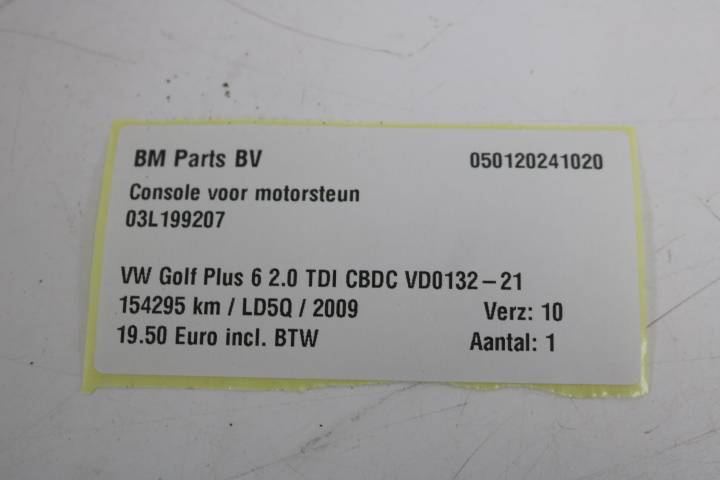 BM Parts BV 050120241020
Console voor motorsteun
03L199207
VW Golf Plus 6 2.0 TDI CBDC VD0132-21
154295 km / LD5Q / 2009 Verz: 10
19.50 Euro incl. BTW Aantal: 1